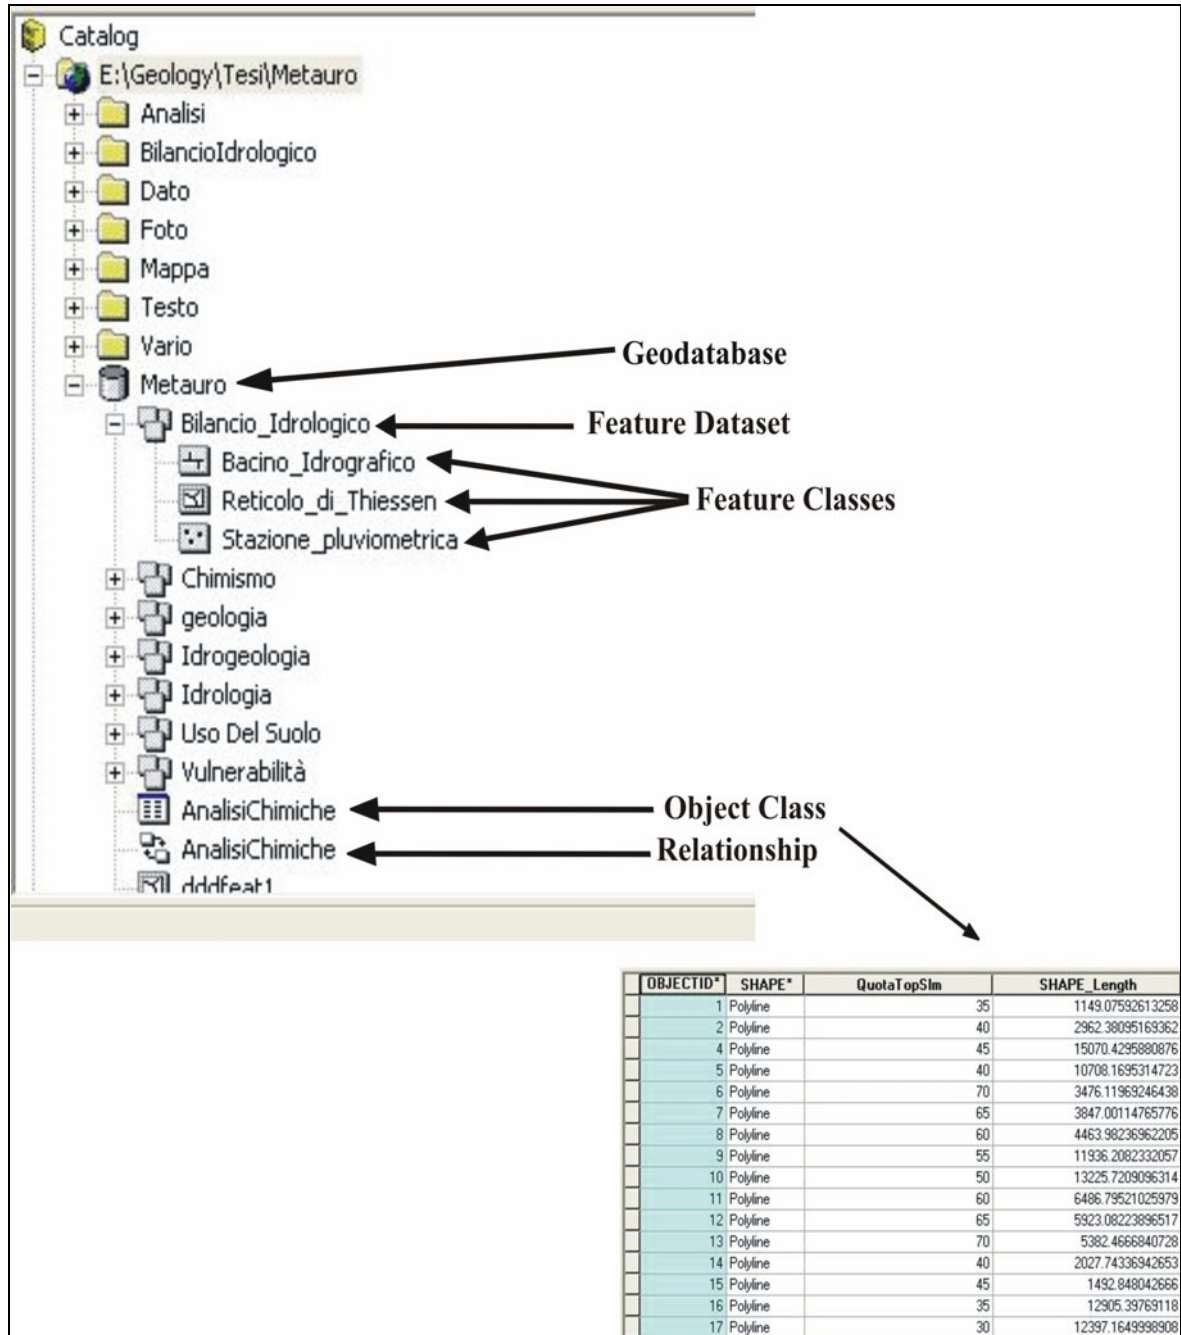 Catalog
E:\Geology\Tesi\Metauro
Analisi
BilancioIdrologico
Dato
Foto
Mappa
Testo
Vario
Geodatabase
Metauro
Bilancio_Idrologico
Feature Dataset
Bacino_Idrografico
Reticolo_di_Thiessen
Feature Classes
Stazione_pluviometrica
Chimismo
geologia
Idrogeologia
Idrologia
Uso Del Suolo
Vulnerabilità
AnalisiChimiche
Object Class
AnalisiChimiche
Relationship
dddfeat1
OBJECTID* SHAPE* QuotaTopSlm SHAPE_Length
1 Polyline 35 1149.07592613258
2 Polyline 40 2962.38095169362
4 Polyline 45 15070.4295880876
5 Polyline 40 10708.1695314723
6 Polyline 70 3476.11969246438
7 Polyline 65 3847.00114765776
8 Polyline 60 4463.98236962205
9 Polyline 55 11936.2082332057
10 Polyline 50 13225.7209096314
11 Polyline 60 6486.79521025979
12 Polyline 65 5923.08223896517
13 Polyline 70 5382.4666840728
14 Polyline 40 2027.74336942653
15 Polyline 45 1492.848042666
16 Polyline 35 12905.39769118
17 Polyline 30 12397.1649998908